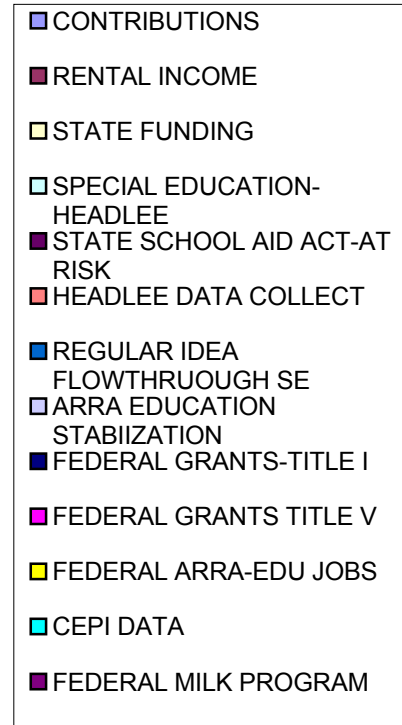 CONTRIBUTIONS
RENTAL INCOME
STATE FUNDING
SPECIAL EDUCATION-
HEADLEE
STATE SCHOOL AID ACT-AT
RISK
HEADLEE DATA COLLECT
REGULAR IDEA
FLOWTHRUOUGH SE
ARRA EDUCATION
STABIIZATION
FEDERAL GRANTS-TITLE I
FEDERAL GRANTS TITLE V
FEDERAL ARRA-EDU JOBS
CEPI DATA
FEDERAL MILK PROGRAM